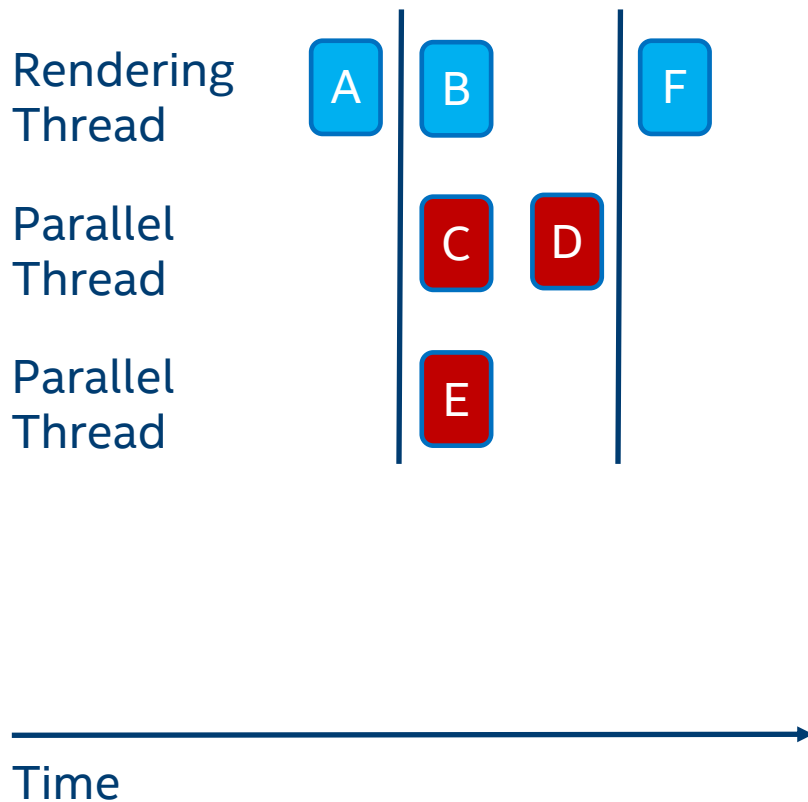 Rendering
Thread
A
B
F
Parallel
Thread
C
D
Parallel
Thread
E
Time